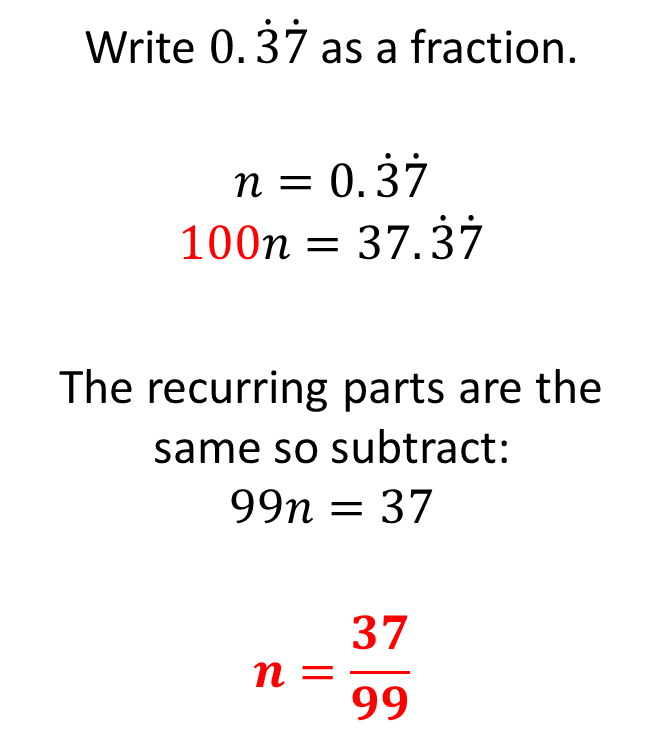 Write 0.3̇7̇ as a fraction.
n = 0.3̇7̇
100n = 37.3̇7̇
The recurring parts are the
same so subtract:
99n = 37
n = 37/99